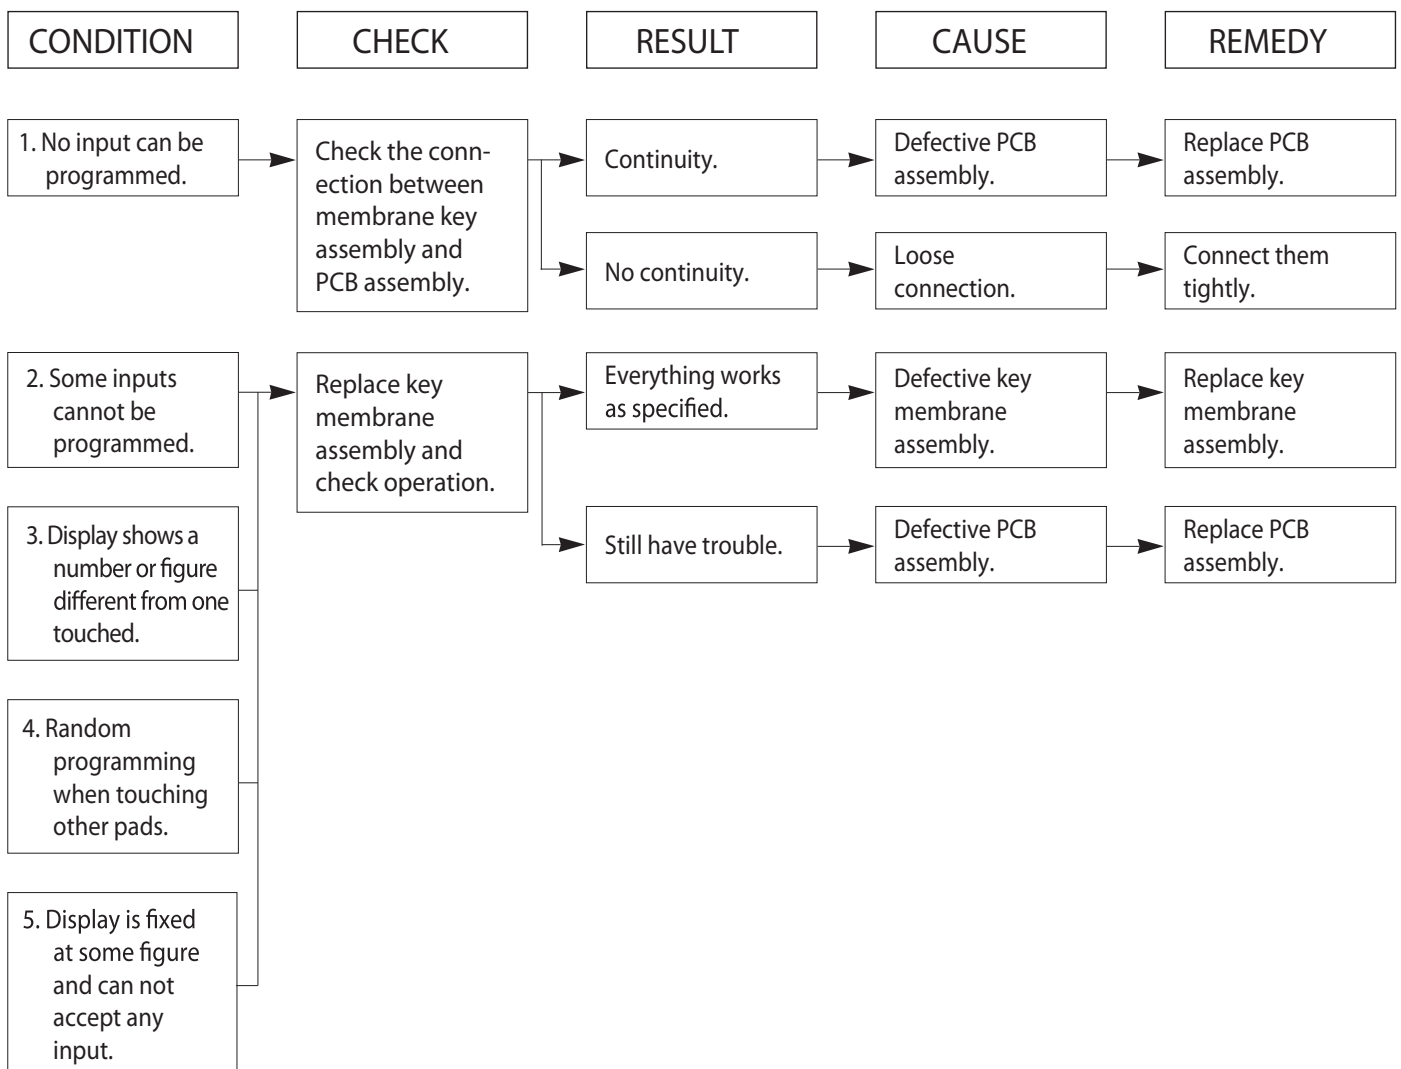 CONDITION
CHECK
RESULT
CAUSE
REMEDY
1. No input can be
programmed.
Check the conn-
ection between
membrane key
assembly and
PCB assembly.
Continuity.
Defective PCB
assembly.
Replace PCB
assembly.
No continuity.
Loose
connection.
Connect them
tightly.
2. Some inputs
cannot be
programmed.
Replace key
membrane
assembly and
check operation.
Everything works
as specified.
Defective key
membrane
assembly.
Replace key
membrane
assembly.
Still have trouble.
Defective PCB
assembly.
Replace PCB
assembly.
3. Display shows a
number or figure
different from one
touched.
4. Random
programming
when touching
other pads.
5. Display is fixed
at some figure
and can not
accept any
input.